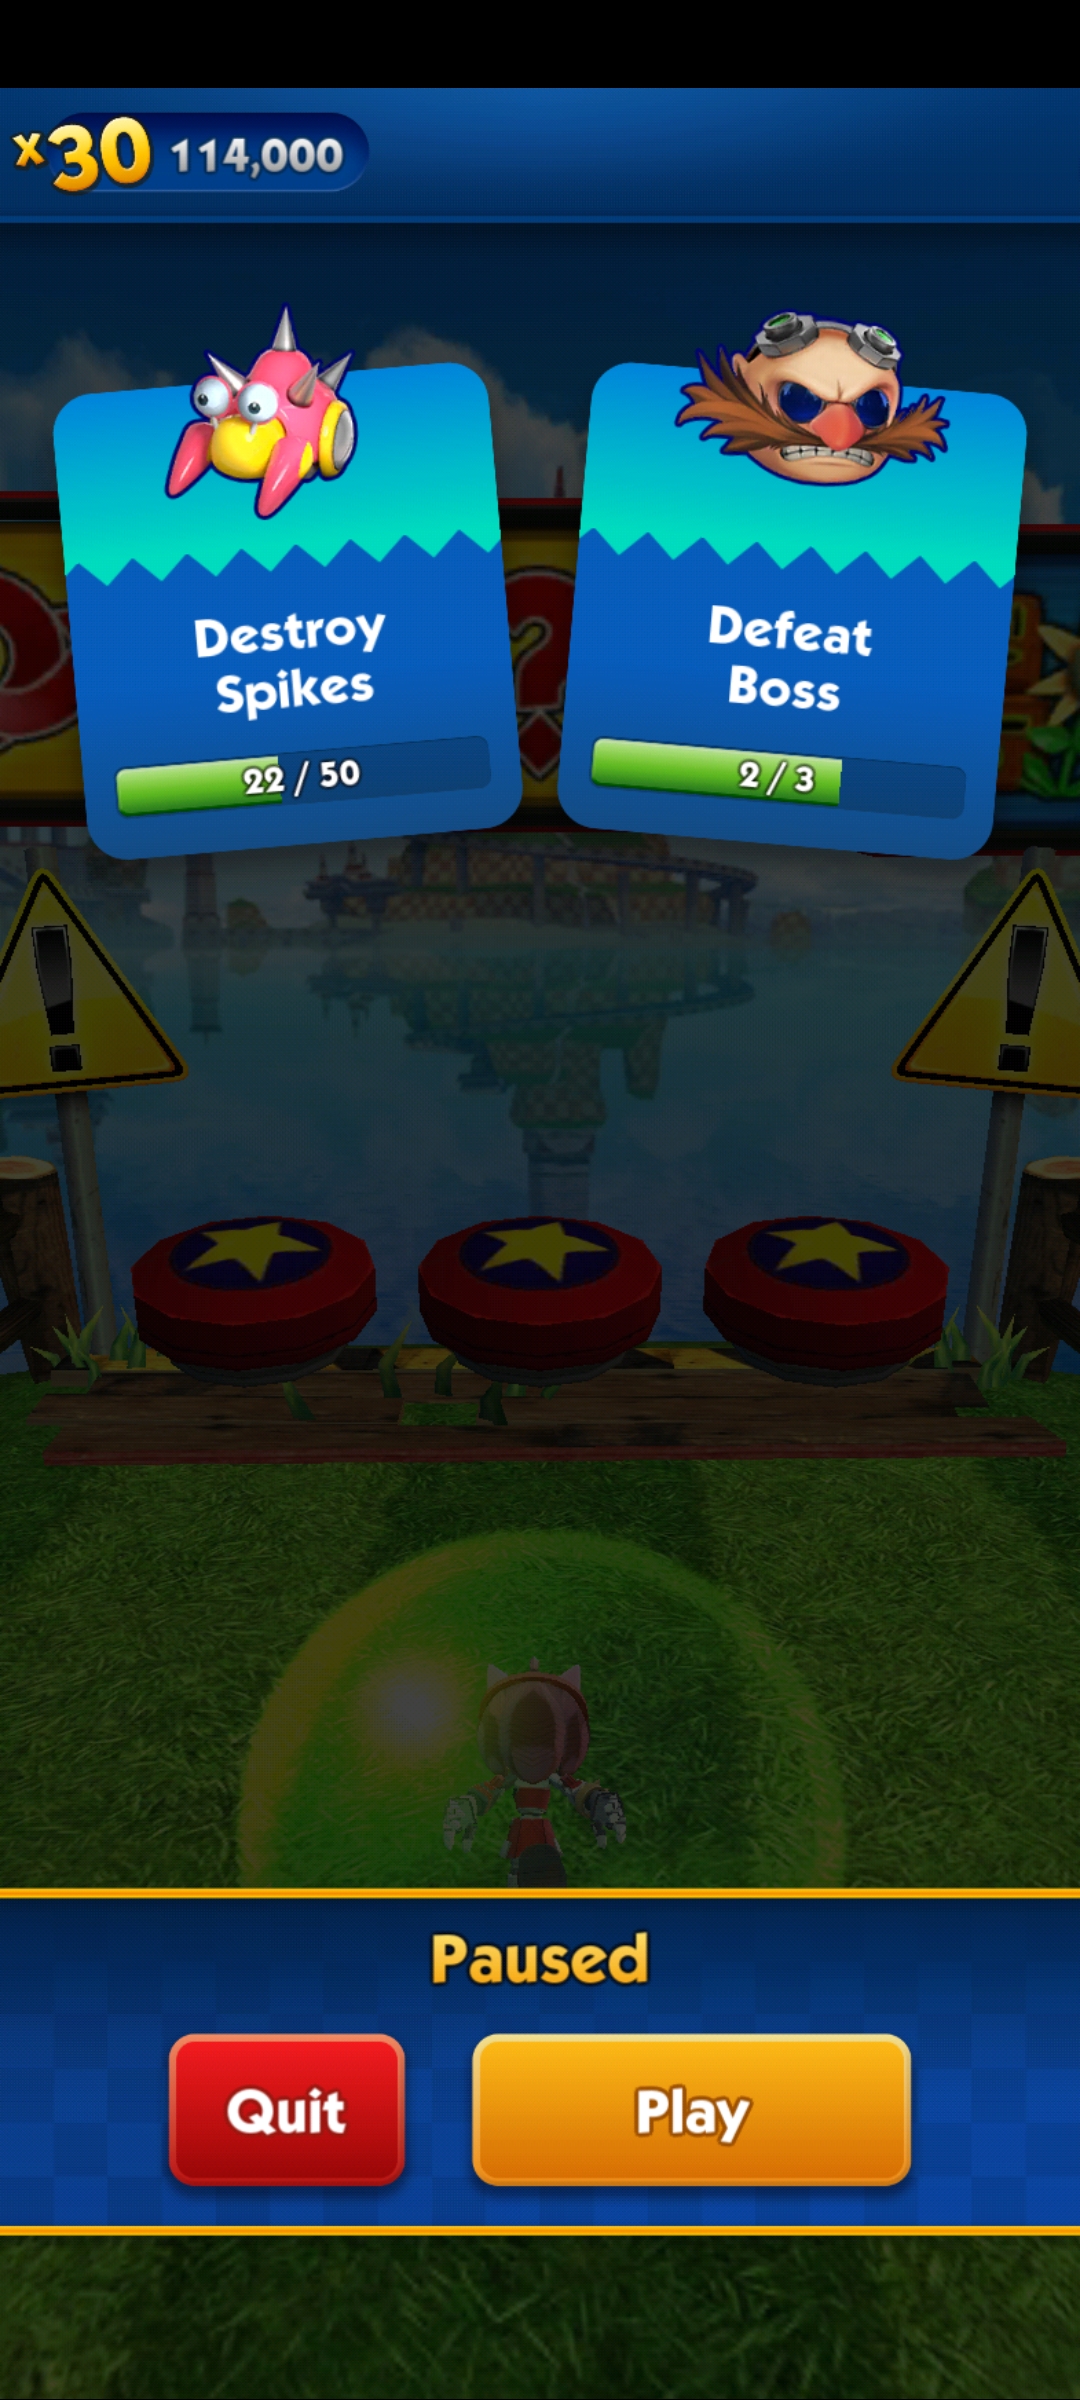 x30 114,000
Destroy
Spikes
22 / 50
Defeat
Boss
2 / 3
?
!
!
Paused
Quit
Play